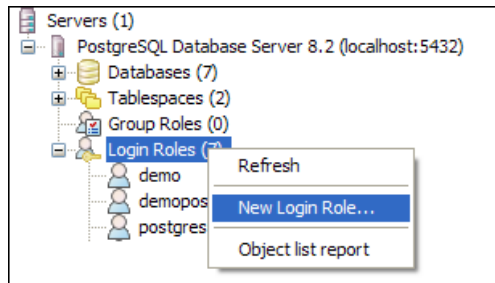 Servers (1)
PostgreSQL Database Server 8.2 (localhost:5432)
Databases (7)
Tablespaces (2)
Group Roles (0)
Login Roles (7)
demo
Refresh
demopos
New Login Role...
postgres
Object list report